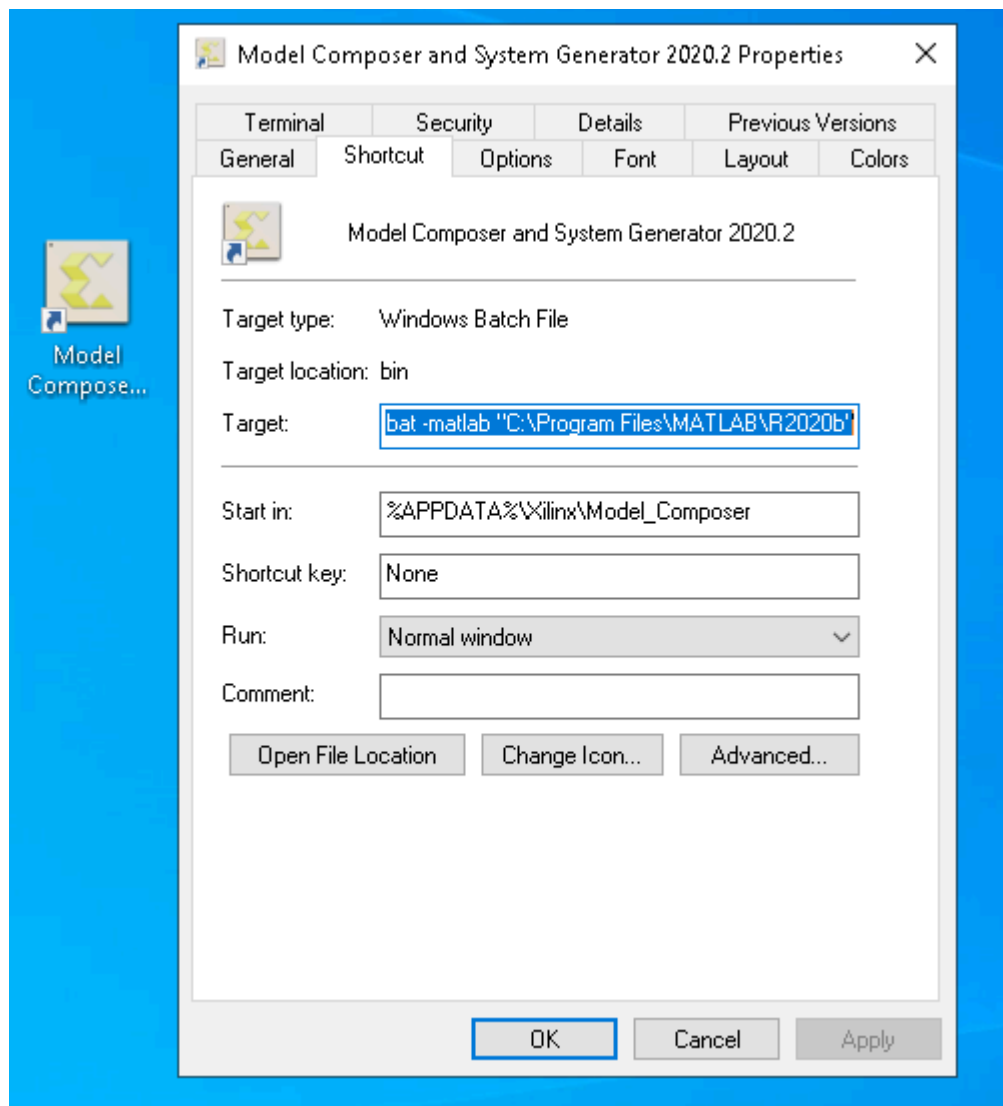 Model Composer and System Generator 2020.2 Properties
Terminal Security Details Previous Versions
General Shortcut Options Font Layout Colors
Model Composer and System Generator 2020.2
Model
Compose...
Target type: Windows Batch File
Target location: bin
Target: bat -matlab "C:\Program Files\MATLAB\R2020b"
Start in: %APPDATA%\Xilinx\Model_Composer
Shortcut key: None
Run: Normal window
Comment:
Open File Location Change Icon... Advanced...
OK Cancel Apply